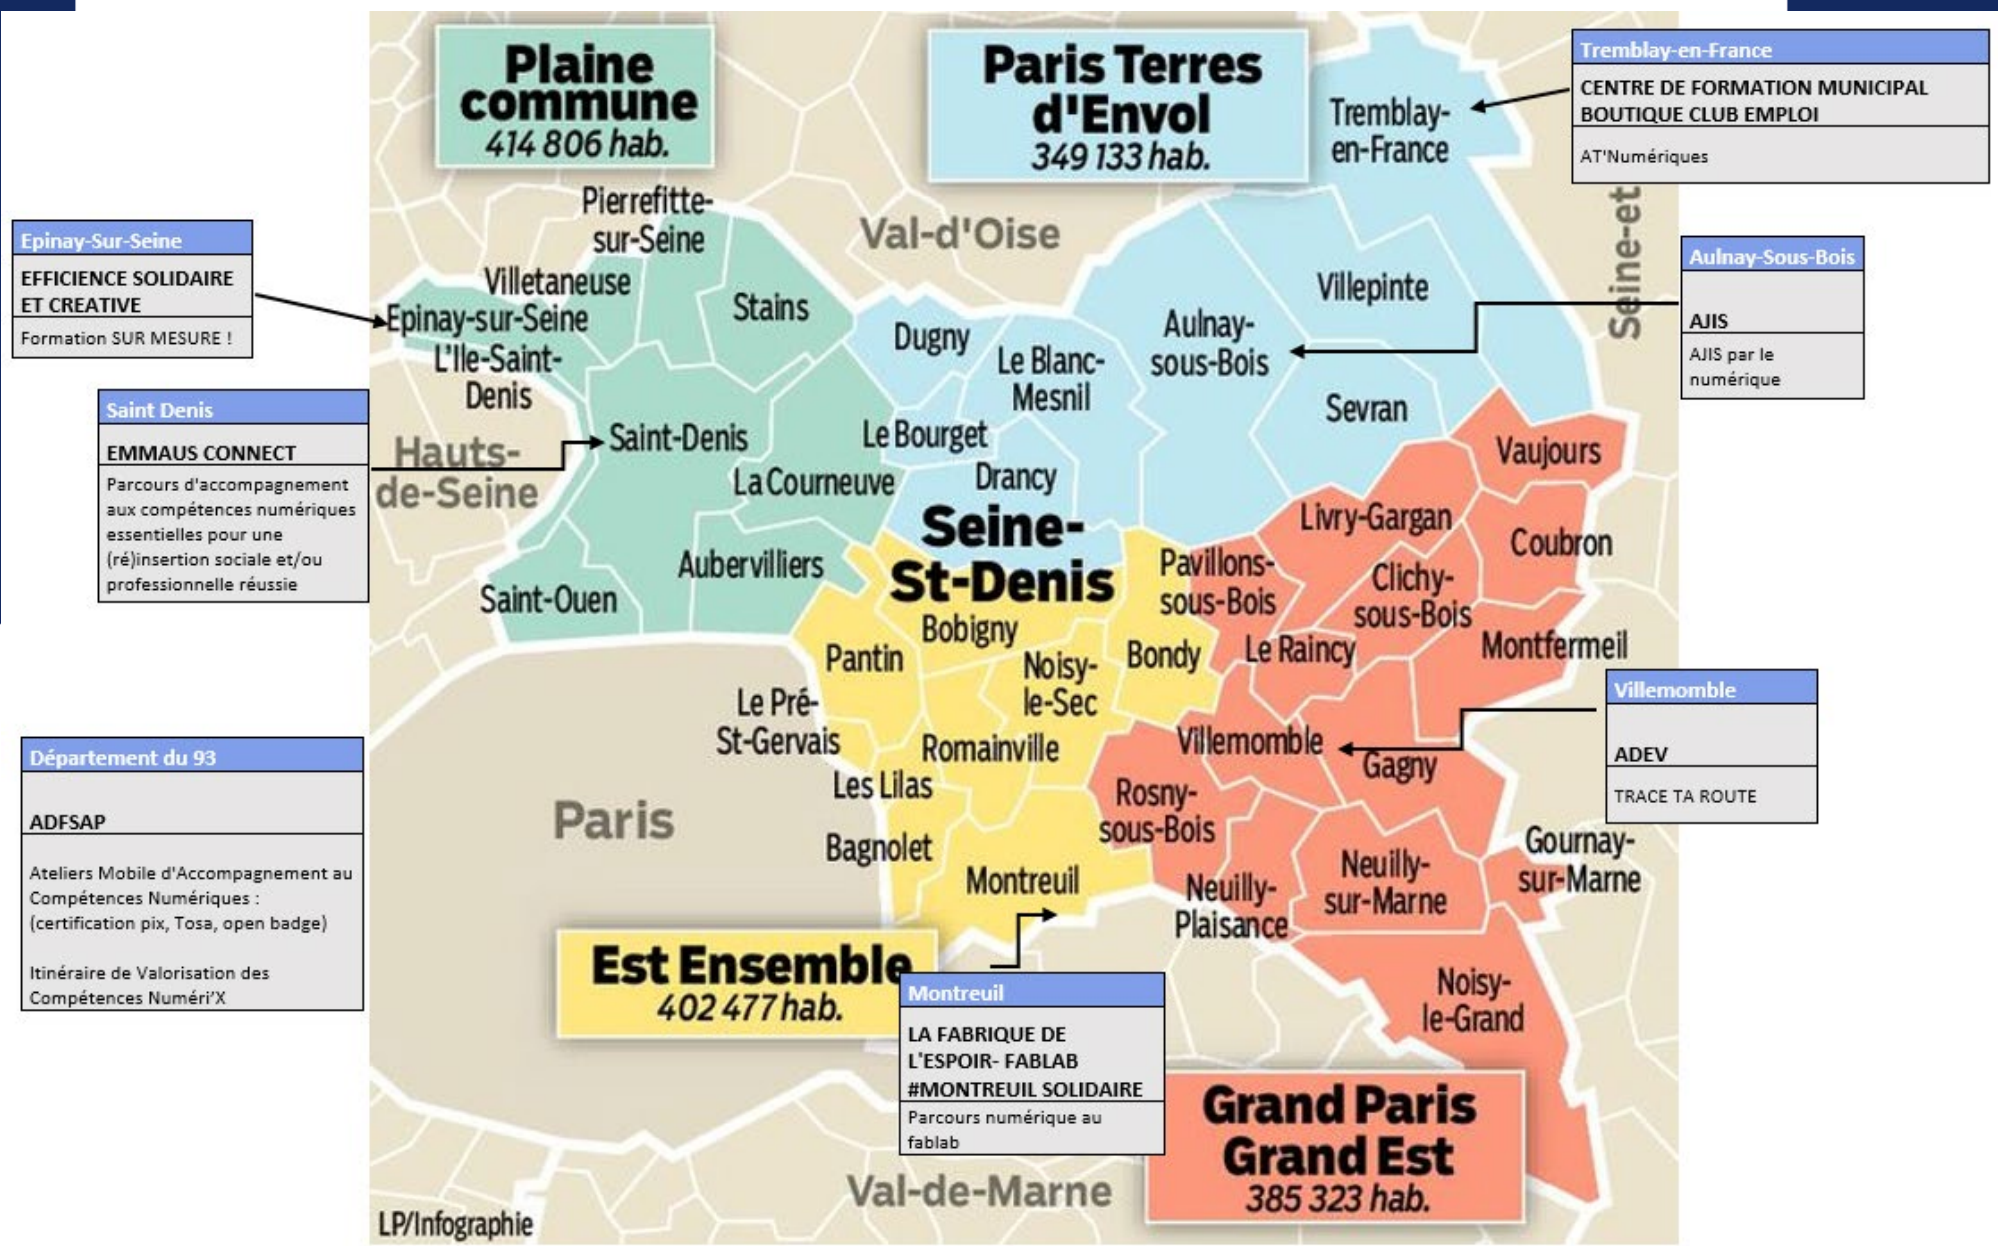 Plaine
commune
414 806 hab.
Paris Terres
d'Envol
349 133 hab.
Tremblay-en-France
CENTRE DE FORMATION MUNICIPAL
BOUTIQUE CLUB EMPLOI
AT'Numériques
Tremblay-
en-France
Seine-et
Val-d'Oise
Pierrefitte-
sur-Seine
Villetaneuse
Stains
Epinay-sur-Seine
L'Ile-Saint-
Denis
Epinay-Sur-Seine
EFFICIENCE SOLIDAIRE
ET CREATIVE
Formation SUR MESURE !
Aulnay-Sous-Bois
AJIS
AJIS par le
numérique
Villepinte
Dugny
Aulnay-
sous-Bois
Le Blanc-
Mesnil
Sevran
Le Bourget
Drancy
Saint Denis
EMMAUS CONNECT
Parcours d'accompagnement
aux compétences numériques
essentielles pour une
(ré)insertion sociale et/ou
professionnelle réussie
Hauts-
de-Seine
Saint-Denis
La Courneuve
Aubervilliers
Saint-Ouen
Seine-
St-Denis
Vaujours
Livry-Gargan
Coubron
Pavillons-
sous-Bois
Clichy-
sous-Bois
Le Raincy
Montfermeil
Bobigny
Pantin
Noisy-
le-Sec
Bondy
Le Pré-
St-Gervais
Romainville
Les Lilas
Bagnolet
Montreuil
Villemomble
Gagny
Rosny-
sous-Bois
Neuilly-
Plaisance
Neuilly-
sur-Marne
Gournay-
sur-Marne
Noisy-
le-Grand
Villemomble
ADEV
TRACE TA ROUTE
Département du 93
ADFSAP
Ateliers Mobile d'Accompagnement au
Compétences Numériques :
(certification pix, Tosa, open badge)
Itinéraire de Valorisation des
Compétences Numéri'X
Paris
Est Ensemble
402 477 hab.
Montreuil
LA FABRIQUE DE
L'ESPOIR- FABLAB
#MONTREUIL SOLIDAIRE
Parcours numérique au
fablab
Grand Paris
Grand Est
385 323 hab.
Val-de-Marne
LP/Infographie